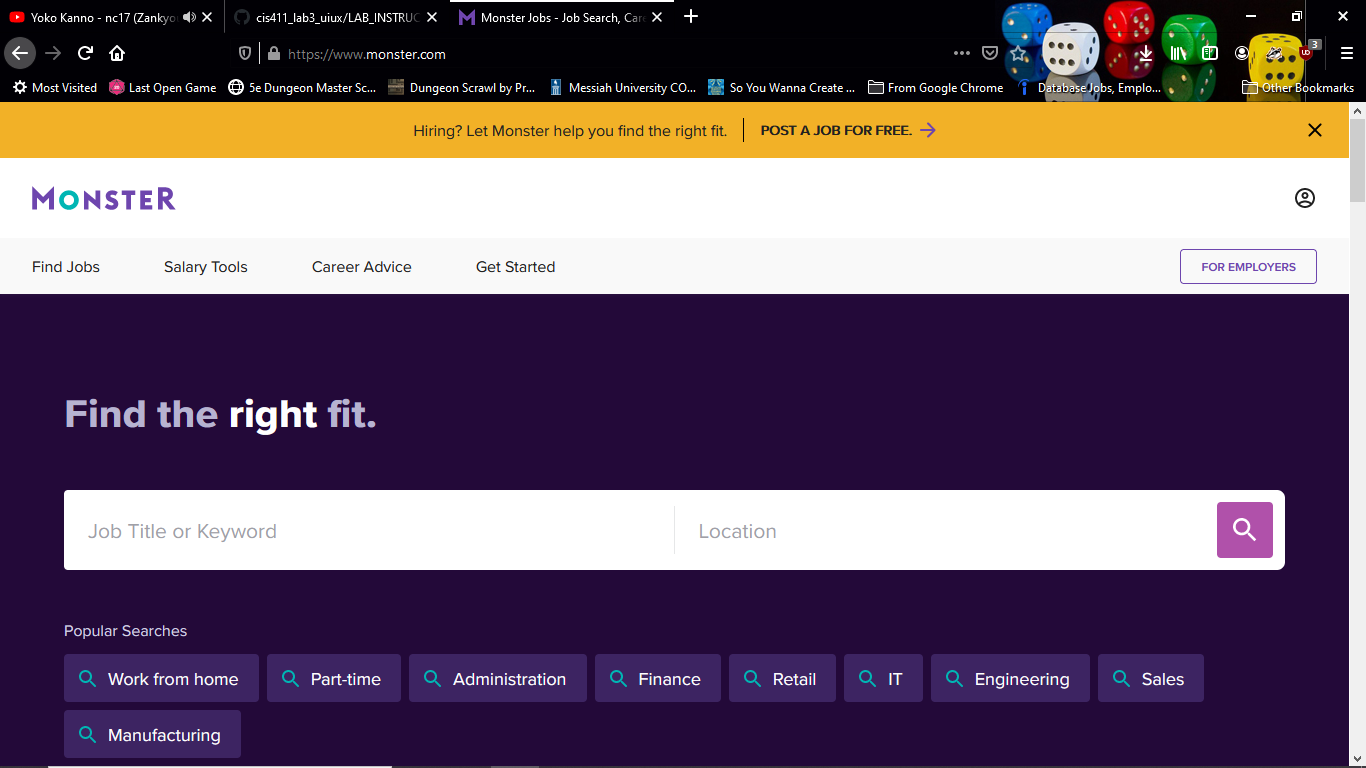 Yoko Kanno - nc17 (Zankyo
cis411_lab3_uiux/LAB_INSTRUC
Monster Jobs - Job Search, Car
https://www.monster.com
3
Most Visited
Last Open Game
5e Dungeon Master Sc...
Dungeon Scrawl by Pr...
Messiah University CO...
So You Wanna Create ...
From Google Chrome
Database Jobs, Emplo...
Other Bookmarks
Hiring? Let Monster help you find the right fit.
POST A JOB FOR FREE.
MONSTER
Find Jobs
Salary Tools
Career Advice
Get Started
FOR EMPLOYERS
Find the right fit.
Job Title or Keyword
Location
Popular Searches
Work from home
Part-time
Administration
Finance
Retail
IT
Engineering
Sales
Manufacturing